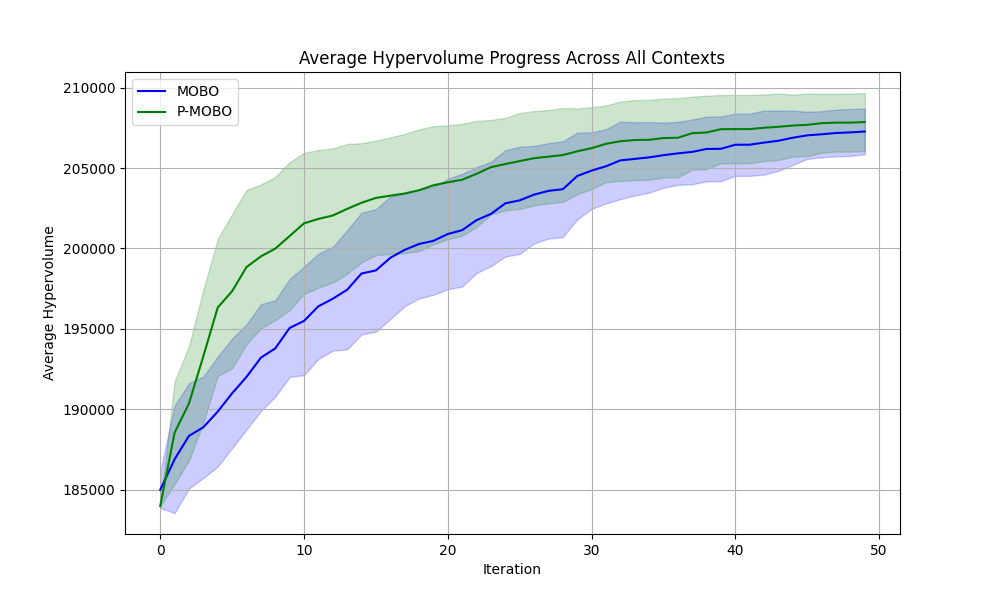 Average Hypervolume Progress Across All Contexts
MOBO
P-MOBO
Average Hypervolume
210000
205000
200000
195000
190000
185000
0
10
20
30
40
50
Iteration